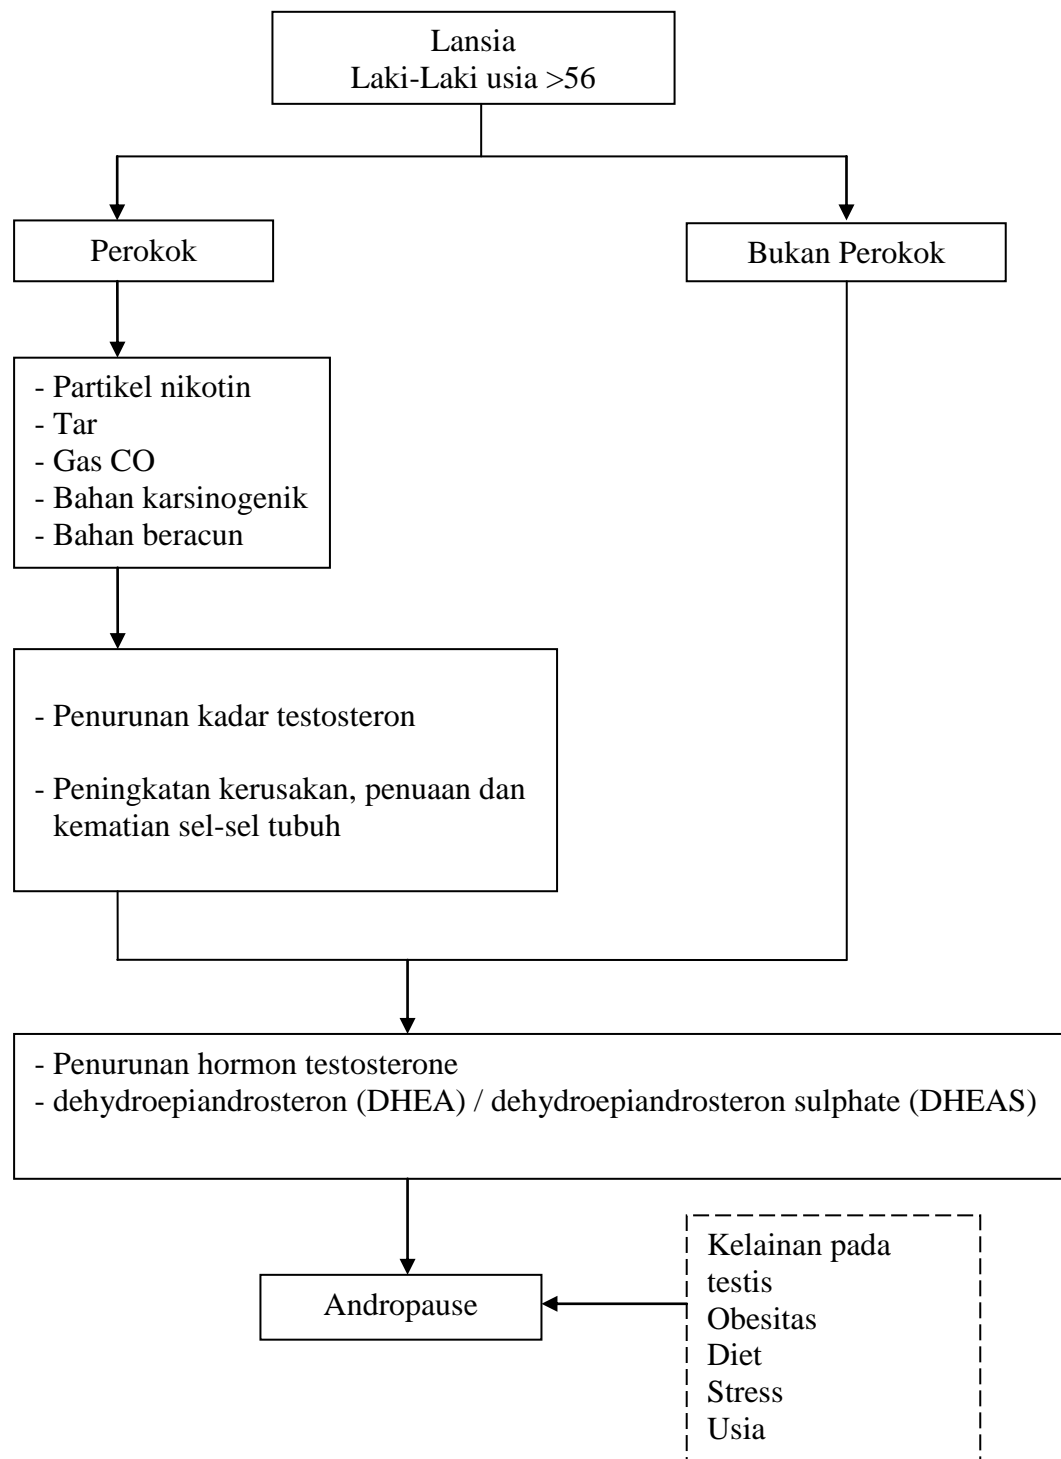 Lansia
Laki-Laki usia >56
Perokok
Bukan Perokok
- Partikel nikotin
- Tar
- Gas CO
- Bahan karsinogenik
- Bahan beracun
- Penurunan kadar testosteron
- Peningkatan kerusakan, penuaan dan
kematian sel-sel tubuh
- Penurunan hormon testosterone
- dehydroepiandrosteron (DHEA) / dehydroepiandrosteron sulphate (DHEAS)
Andropause
Kelainan pada
testis
Obesitas
Diet
Stress
Usia